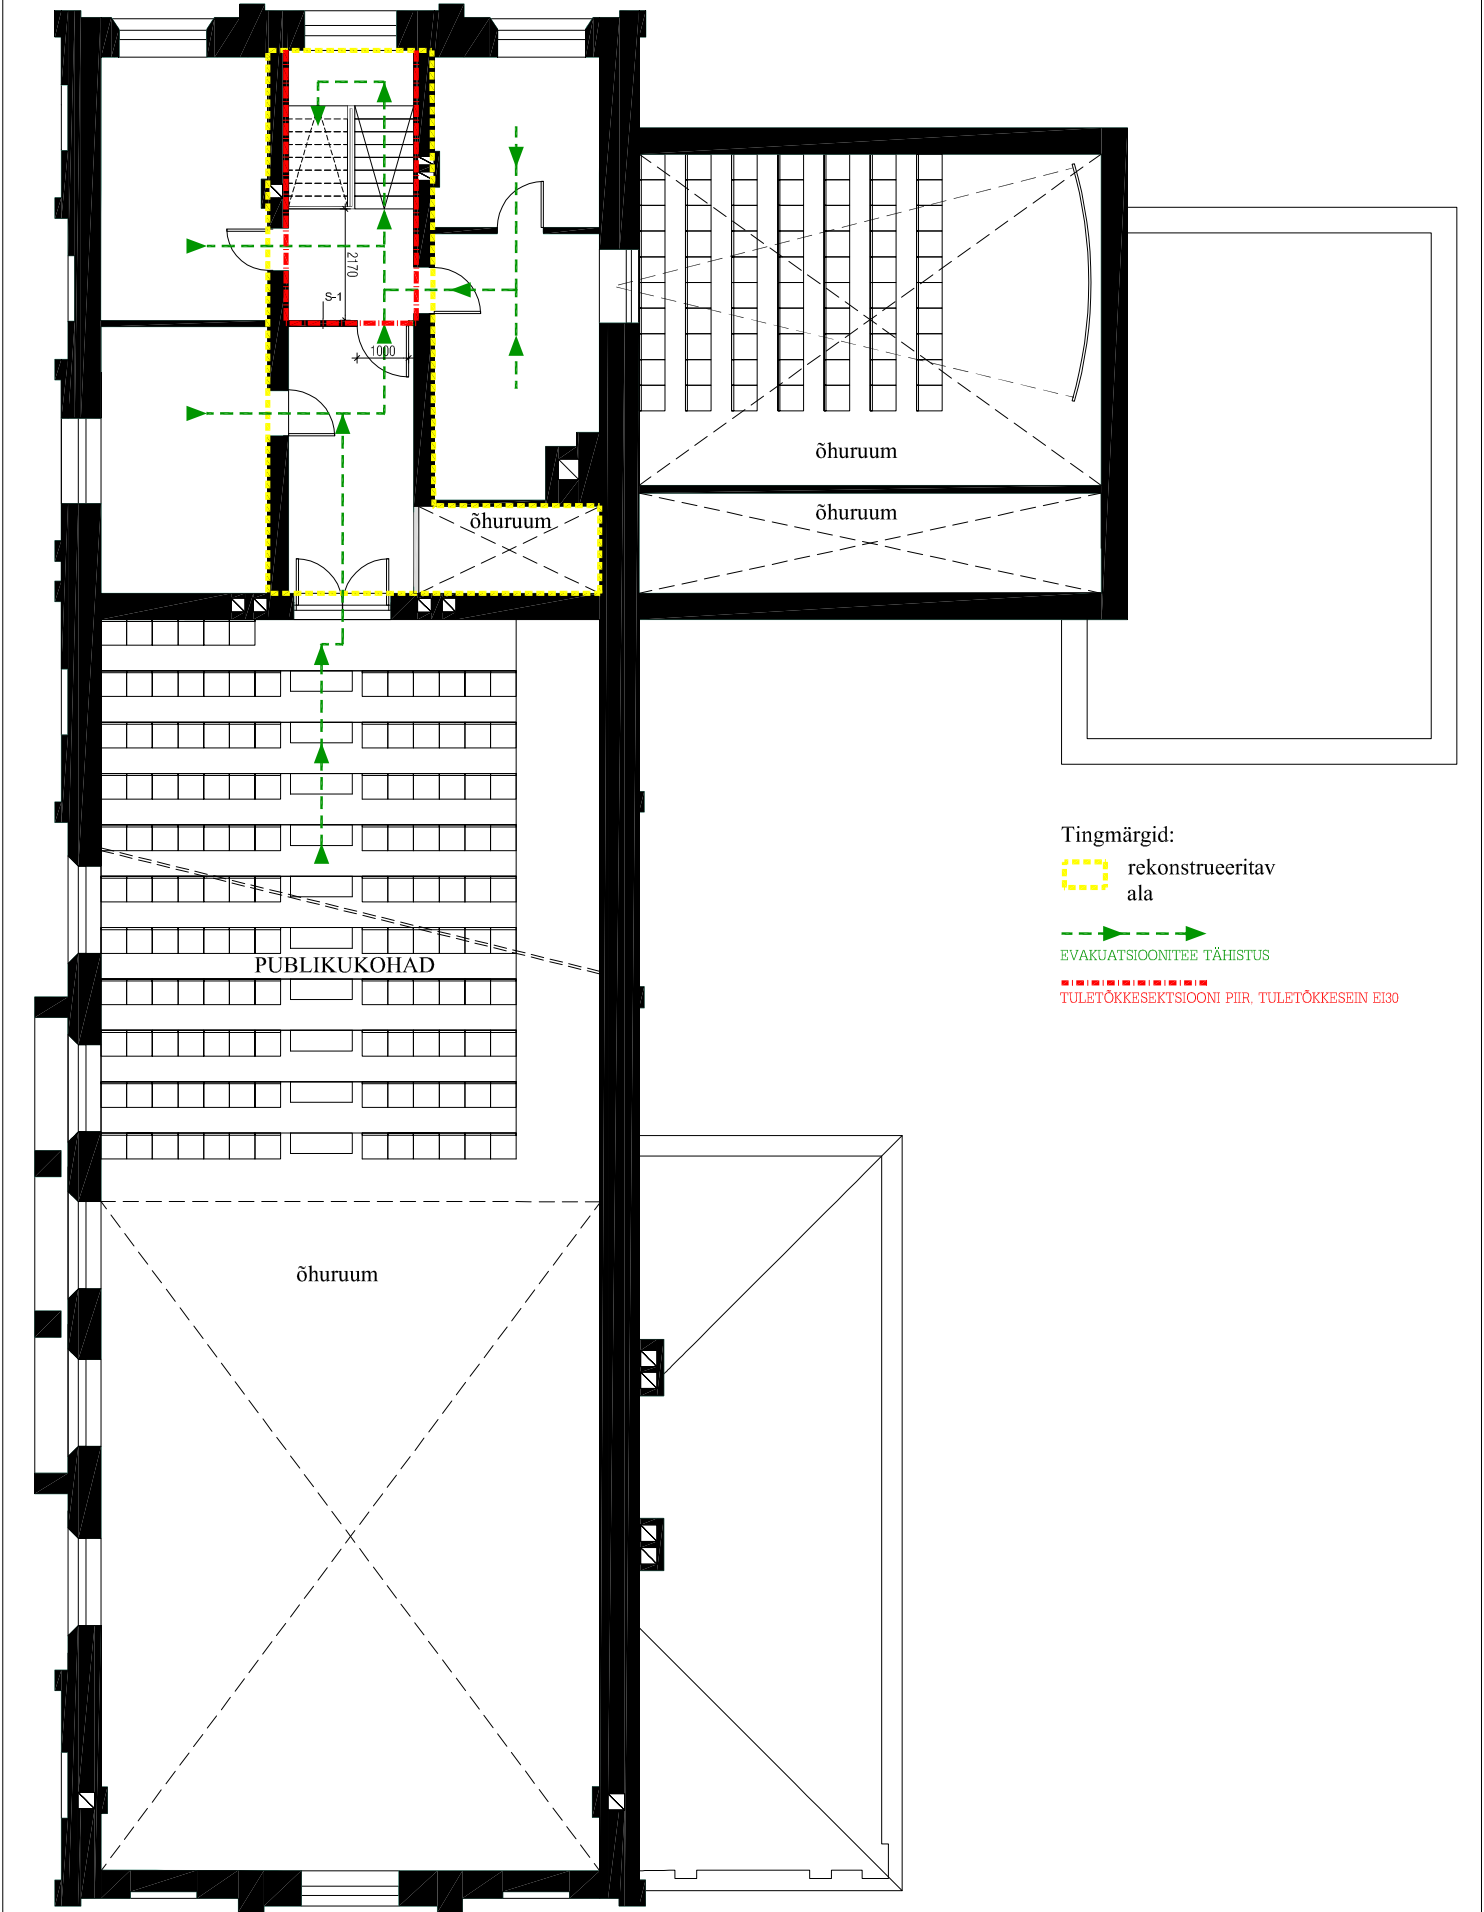 2170
S-1
1000
õhuruum
õhuruum
õhuruum
PUBLIKUKOHAD
õhuruum
Tingmärgid:
rekonstrueeritav
ala
EVAKUATSIOONITEE TÄHISTUS
TULETÕKKESEKTSIOONI PIIR, TULETÕKKESEIN EI30